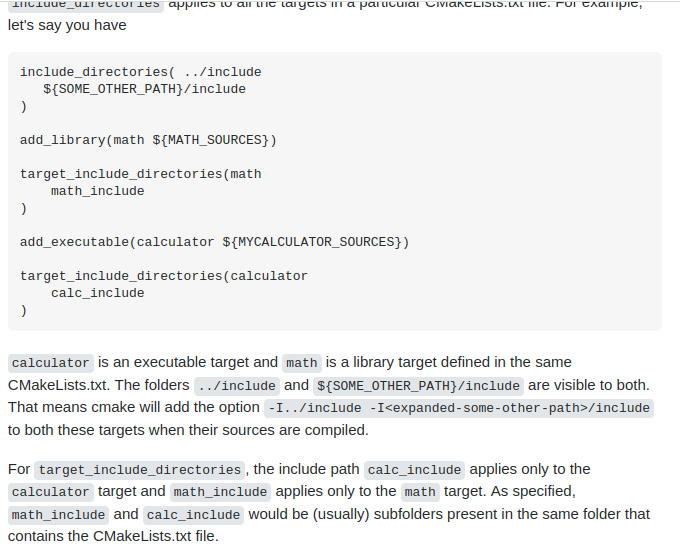 include_directories applies to all the targets in a particular CMakeLists.txt file. For example,
let's say you have
include_directories( ../include
   ${SOME_OTHER_PATH}/include
)
add_library(math ${MATH_SOURCES})
target_include_directories(math
    math_include
)
add_executable(calculator ${MYCALCULATOR_SOURCES})
target_include_directories(calculator
    calc_include
)
calculator is an executable target and math is a library target defined in the same
CMakeLists.txt. The folders ../include and ${SOME_OTHER_PATH}/include are visible to both.
That means cmake will add the option -I../include -I<expanded-some-other-path>/include
to both these targets when their sources are compiled.
For target_include_directories, the include path calc_include applies only to the
calculator target and math_include applies only to the math target. As specified,
math_include and calc_include would be (usually) subfolders present in the same folder that
contains the CMakeLists.txt file.